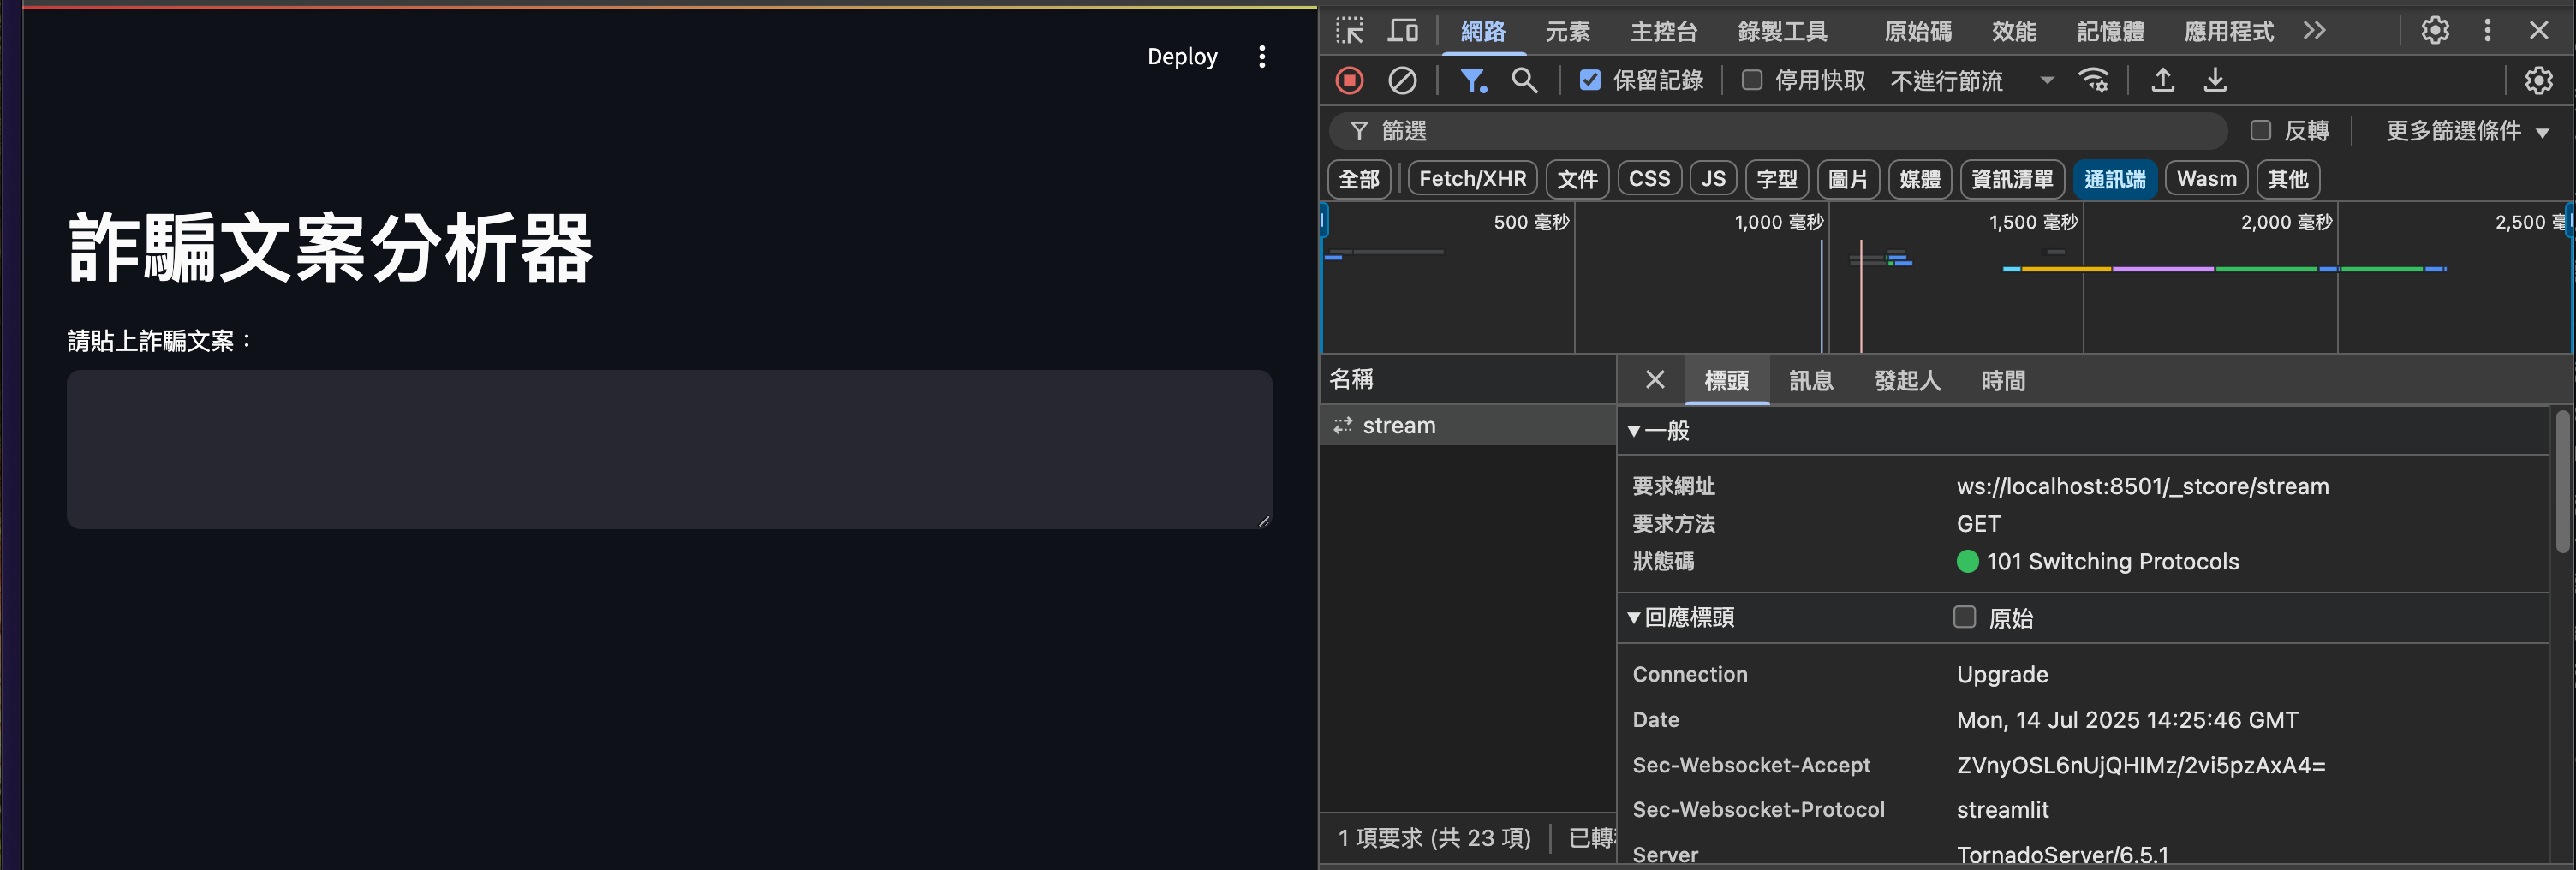 Deploy
詐騙文案分析器
請貼上詐騙文案：
網路 元素 主控台 錄製工具 原始碼 效能 記憶體 應用程式
保留記錄 停用快取 不進行節流
篩選 反轉 更多篩選條件
全部 Fetch/XHR 文件 CSS JS 字型 圖片 媒體 資訊清單 通訊端 Wasm 其他
500 毫秒 1,000 毫秒 1,500 毫秒 2,000 毫秒 2,500
名稱 標頭 訊息 發起人 時間
stream
一般
要求網址 ws://localhost:8501/_stcore/stream
要求方法 GET
狀態碼 101 Switching Protocols
回應標頭 原始
Connection Upgrade
Date Mon, 14 Jul 2025 14:25:46 GMT
Sec-Websocket-Accept ZVnyOSL6nUjQHIMz/2vi5pzAxA4=
Sec-Websocket-Protocol streamlit
1 項要求 (共 23 項) 已轉
Server TornadoServer/6.5.1